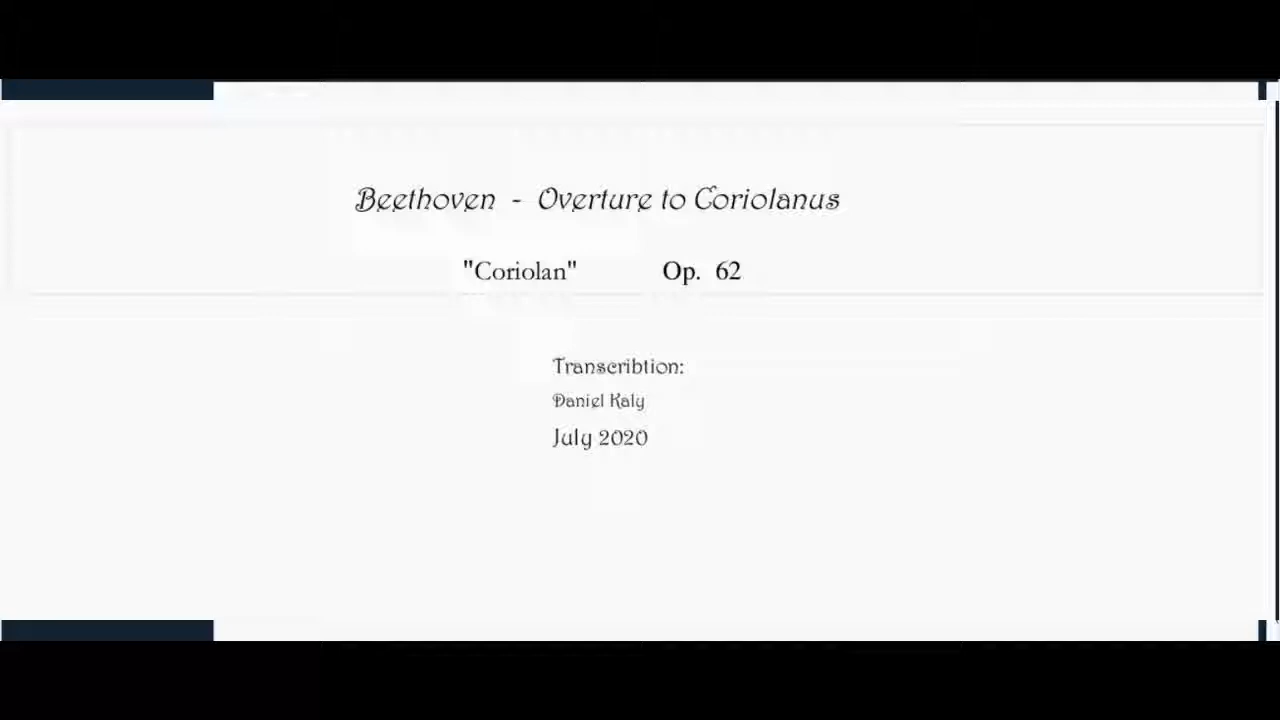 Beethoven - Overture to Coriolanus
"Coriolan" Op. 62
Transcribtion:
Daniel Kaly
July 2020